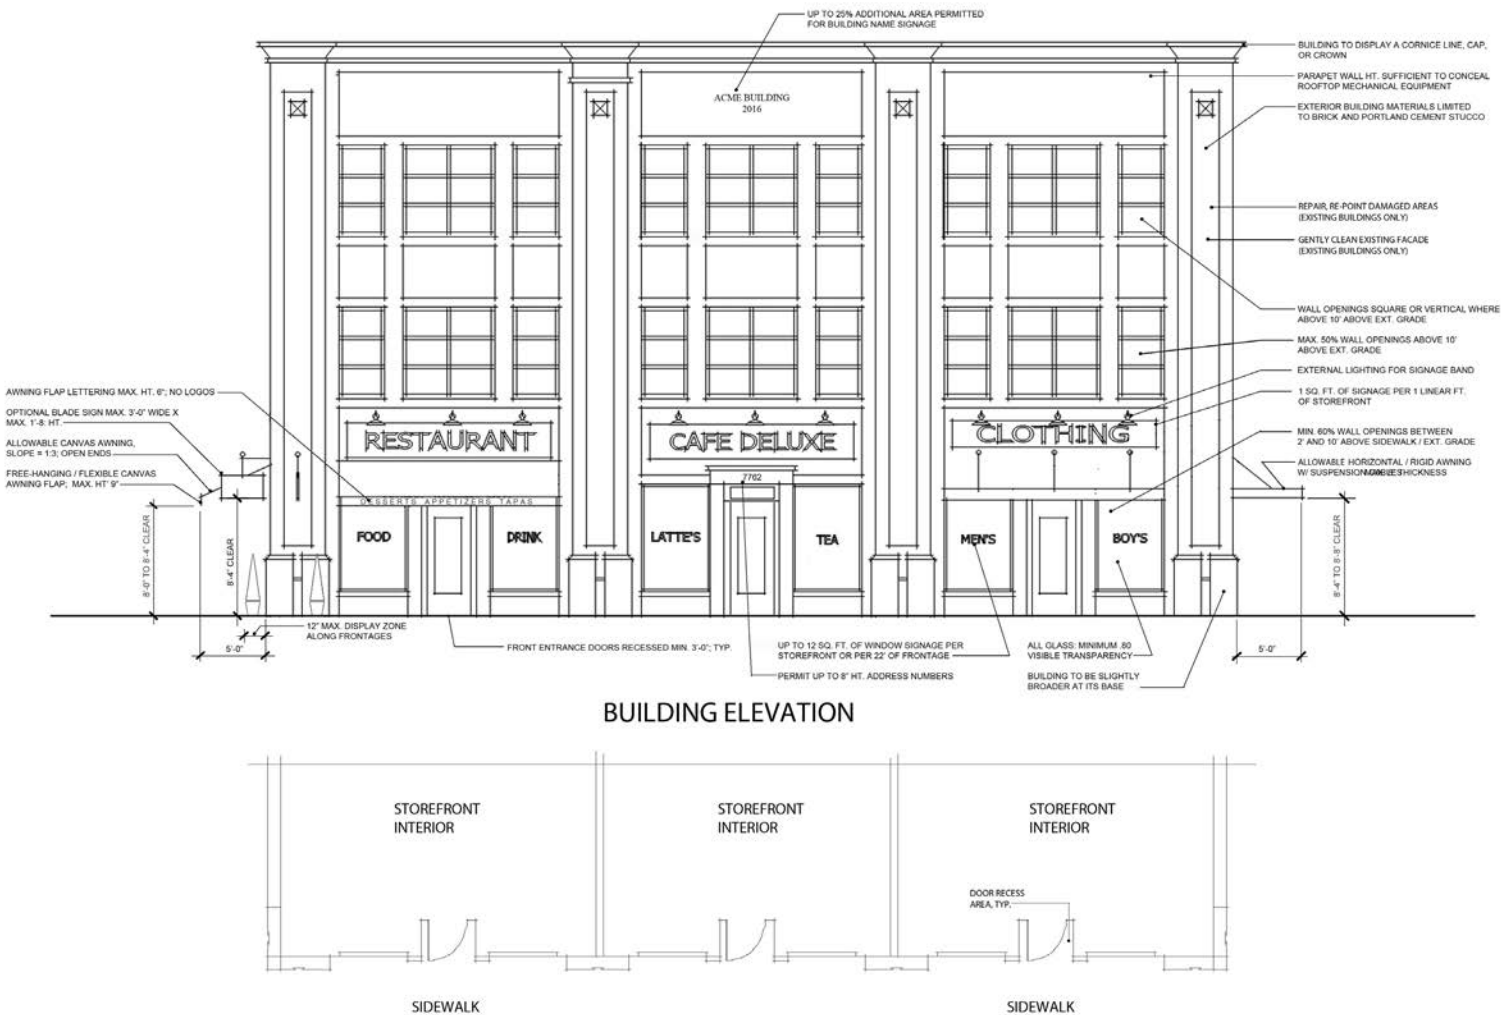 UP TO 25% ADDITIONAL AREA PERMITTED
FOR BUILDING NAME SIGNAGE
BUILDING TO DISPLAY A CORNICE LINE, CAP,
OR CROWN
PARAPET WALL HT. SUFFICIENT TO CONCEAL
ROOFTOP MECHANICAL EQUIPMENT
ACME BUILDING
2016
EXTERIOR BUILDING MATERIALS LIMITED
TO BRICK AND PORTLAND CEMENT STUCCO
REPAIR, RE-POINT DAMAGED AREAS
(EXISTING BUILDINGS ONLY)
GENTLY CLEAN EXISTING FACADE
(EXISTING BUILDINGS ONLY)
WALL OPENINGS SQUARE OR VERTICAL WHERE
ABOVE 10' ABOVE EXT. GRADE
MAX. 50% WALL OPENINGS ABOVE 10'
ABOVE EXT. GRADE
EXTERNAL LIGHTING FOR SIGNAGE BAND
1 SQ. FT. OF SIGNAGE PER 1 LINEAR FT.
OF STOREFRONT
MIN. 60% WALL OPENINGS BETWEEN
2' AND 10' ABOVE SIDEWALK / EXT. GRADE
ALLOWABLE HORIZONTAL / RIGID AWNING
W/ SUSPENSION THICKNESS
AWNING FLAP LETTERING MAX. HT. 6"; NO LOGOS
OPTIONAL BLADE SIGN MAX. 3'-0" WIDE X
MAX. 1'-8: HT.
ALLOWABLE CANVAS AWNING,
SLOPE = 1:3; OPEN ENDS
FREE-HANGING / FLEXIBLE CANVAS
AWNING FLAP; MAX. HT' 9"
RESTAURANT
CAFE DELUXE
CLOTHING
7762
DESSERTS APPETIZERS TAPAS
FOOD
DRINK
LATTE'S
TEA
MEN'S
BOY'S
8'-0" TO 8'-4" CLEAR
8'-4" CLEAR
8'-4" TO 8'-8" CLEAR
12" MAX. DISPLAY ZONE
ALONG FRONTAGES
5'-0"
FRONT ENTRANCE DOORS RECESSED MIN. 3'-0"; TYP.
UP TO 12 SQ. FT. OF WINDOW SIGNAGE PER
STOREFRONT OR PER 22' OF FRONTAGE
PERMIT UP TO 8" HT. ADDRESS NUMBERS
ALL GLASS: MINIMUM .80
VISIBLE TRANSPARENCY
BUILDING TO BE SLIGHTLY
BROADER AT ITS BASE
5'-0"
BUILDING ELEVATION
STOREFRONT
INTERIOR
STOREFRONT
INTERIOR
STOREFRONT
INTERIOR
DOOR RECESS
AREA, TYP.
SIDEWALK
SIDEWALK